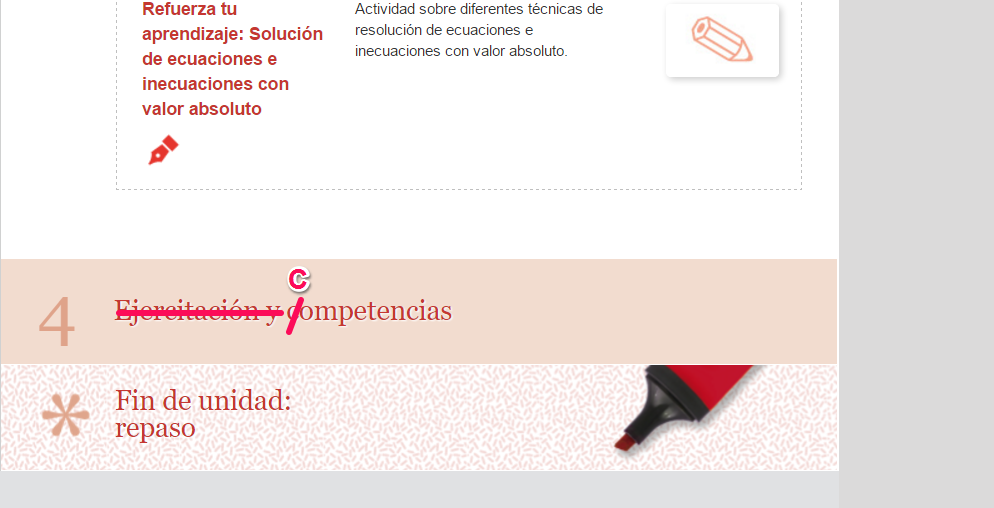 Refuerza tu
aprendizaje: Solución
de ecuaciones e
inecuaciones con
valor absoluto
Actividad sobre diferentes técnicas de
resolución de ecuaciones e
inecuaciones con valor absoluto.
C
4
Ejercitación y competencias
*
Fin de unidad:
repaso